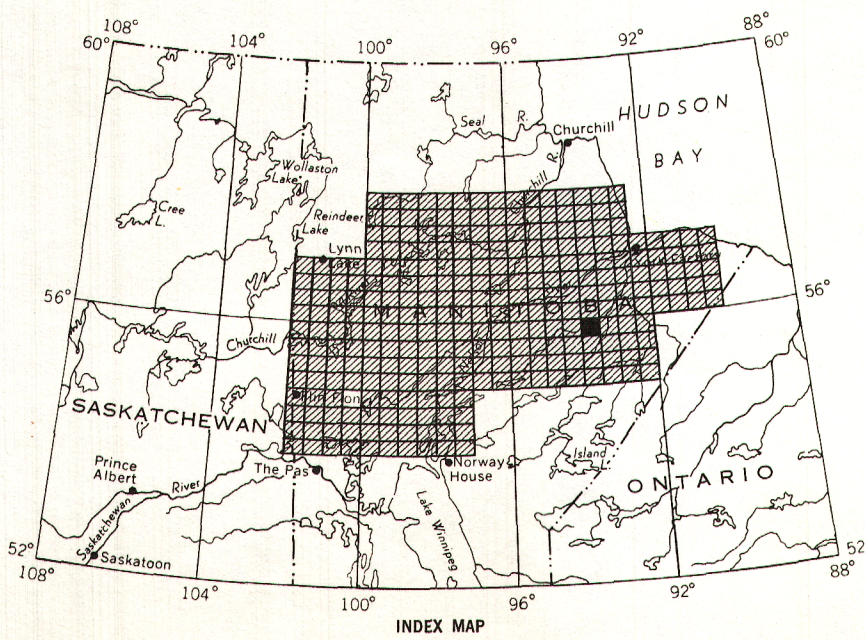 108°
104°
100°
96°
92°
88°
60°
60°
HUDSON
BAY
Seal R.
Churchill
Wollaston
Lake
Cree
L.
Reindeer
Lake
Lynn
Lake
56°
56°
MANITOBA
Churchill
Flin Flon
SASKATCHEWAN
Prince
Albert
River
The Pas
Norway
House
Island
ONTARIO
Saskatchewan
Saskatoon
Lake Winnipeg
52°
52
108°
104°
100°
96°
92°
88°
INDEX MAP